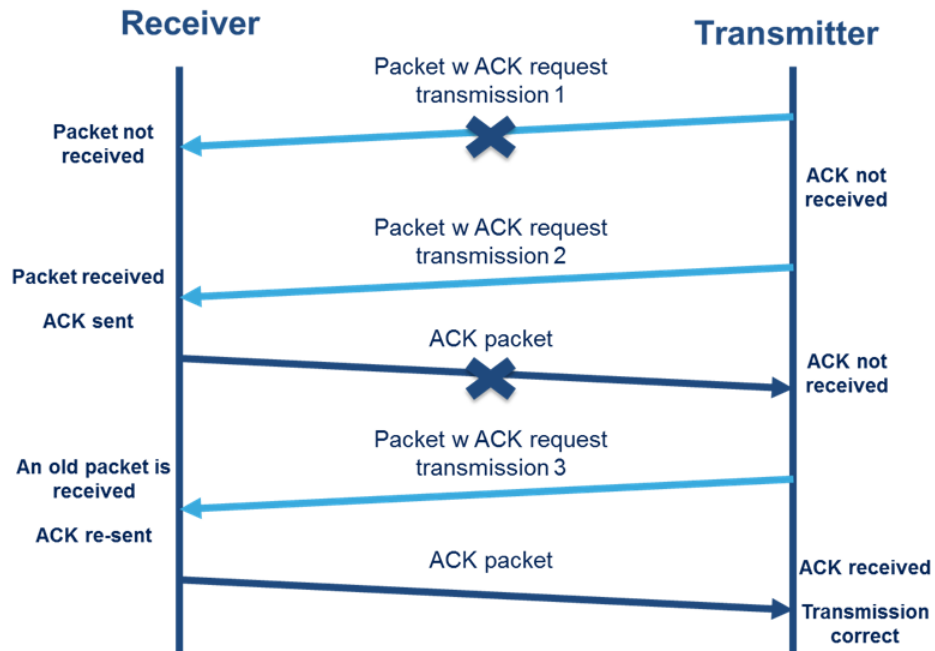 Receiver
Transmitter
Packet w ACK request
transmission 1
Packet not
received
ACK not
received
Packet w ACK request
transmission 2
Packet received
ACK sent
ACK packet
ACK not
received
Packet w ACK request
transmission 3
An old packet is
received
ACK re-sent
ACK packet
ACK received
Transmission
correct